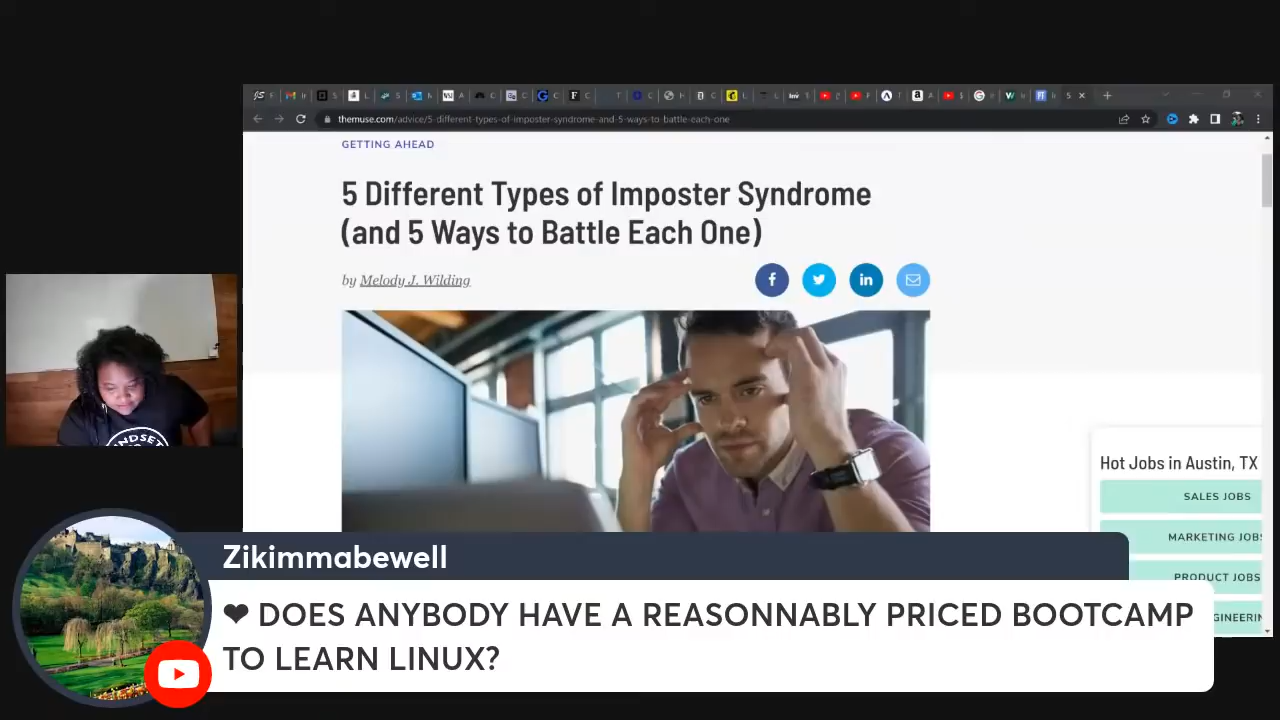 themuse.com/advice/5-different-types-of-imposter-syndrome-and-5-ways-to-battle-each-one
GETTING AHEAD
5 Different Types of Imposter Syndrome
(and 5 Ways to Battle Each One)
by Melody J. Wilding
Hot Jobs in Austin, TX
SALES JOBS
MARKETING JOBS
PRODUCT JOBS
Zikimmabewell
❤ DOES ANYBODY HAVE A REASONNABLY PRICED BOOTCAMP
TO LEARN LINUX?